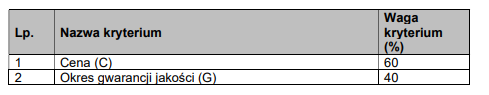 Lp. Nazwa kryterium Waga kryterium (%)
1 Cena (C) 60
2 Okres gwarancji jakości (G) 40